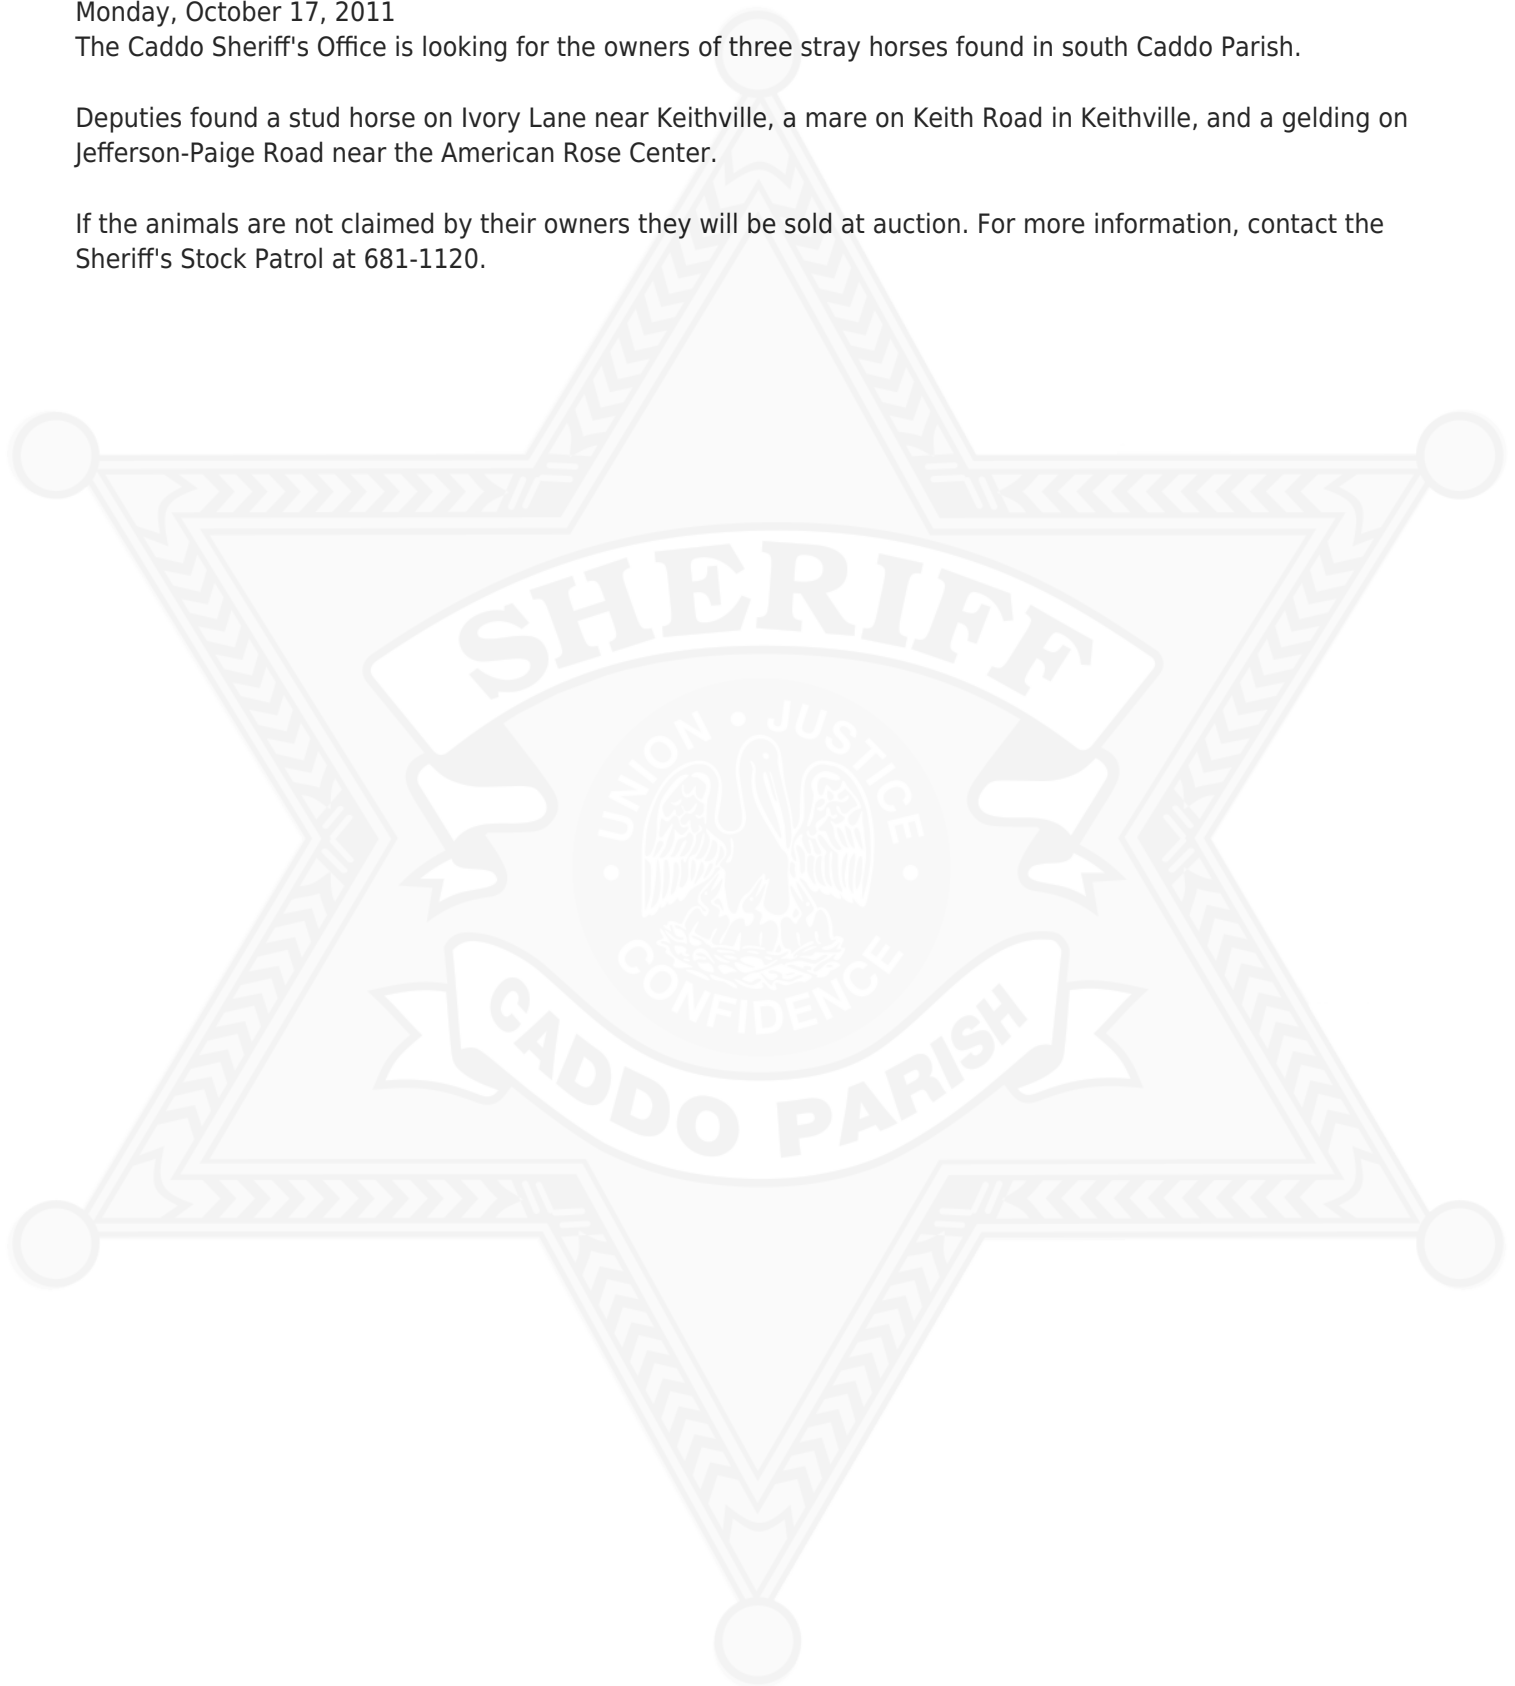 Monday, October 17, 2011
The Caddo Sheriff's Office is looking for the owners of three stray horses found in south Caddo Parish.
Deputies found a stud horse on Ivory Lane near Keithville, a mare on Keith Road in Keithville, and a gelding on
Jefferson-Paige Road near the American Rose Center.
If the animals are not claimed by their owners they will be sold at auction. For more information, contact the
Sheriff's Stock Patrol at 681-1120.
SHERIFF
UNION • JUSTICE
• CONFIDENCE •
CADDO PARISH